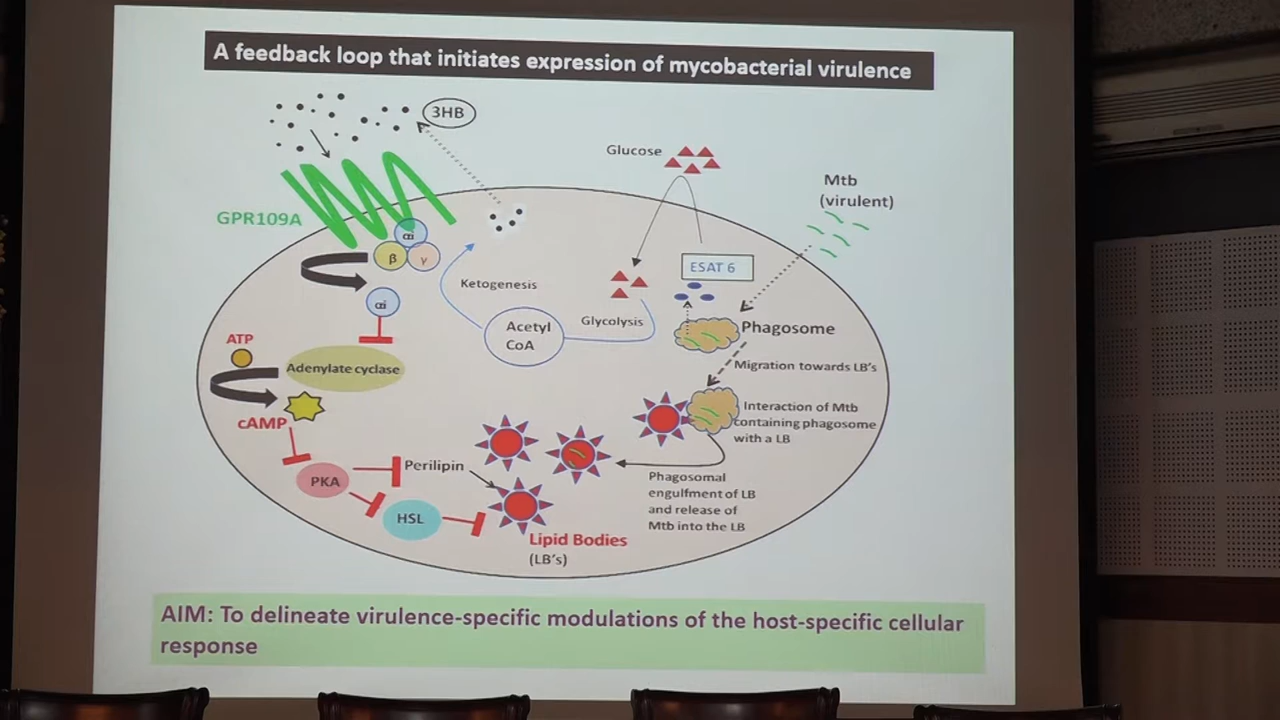 A feedback loop that initiates expression of mycobacterial virulence
3HB
Glucose
Mtb
(virulent)
GPR109A
αi
β
γ
ESAT 6
Ketogenesis
αi
Glycolysis
Acetyl
CoA
Phagosome
ATP
Adenylate cyclase
Migration towards LB's
cAMP
Interaction of Mtb
containing phagosome
with a LB
Perilipin
PKA
Phagosomal
engulfment of LB
and release of
Mtb into the LB
HSL
Lipid Bodies
(LB's)
AIM: To delineate virulence-specific modulations of the host-specific cellular
response